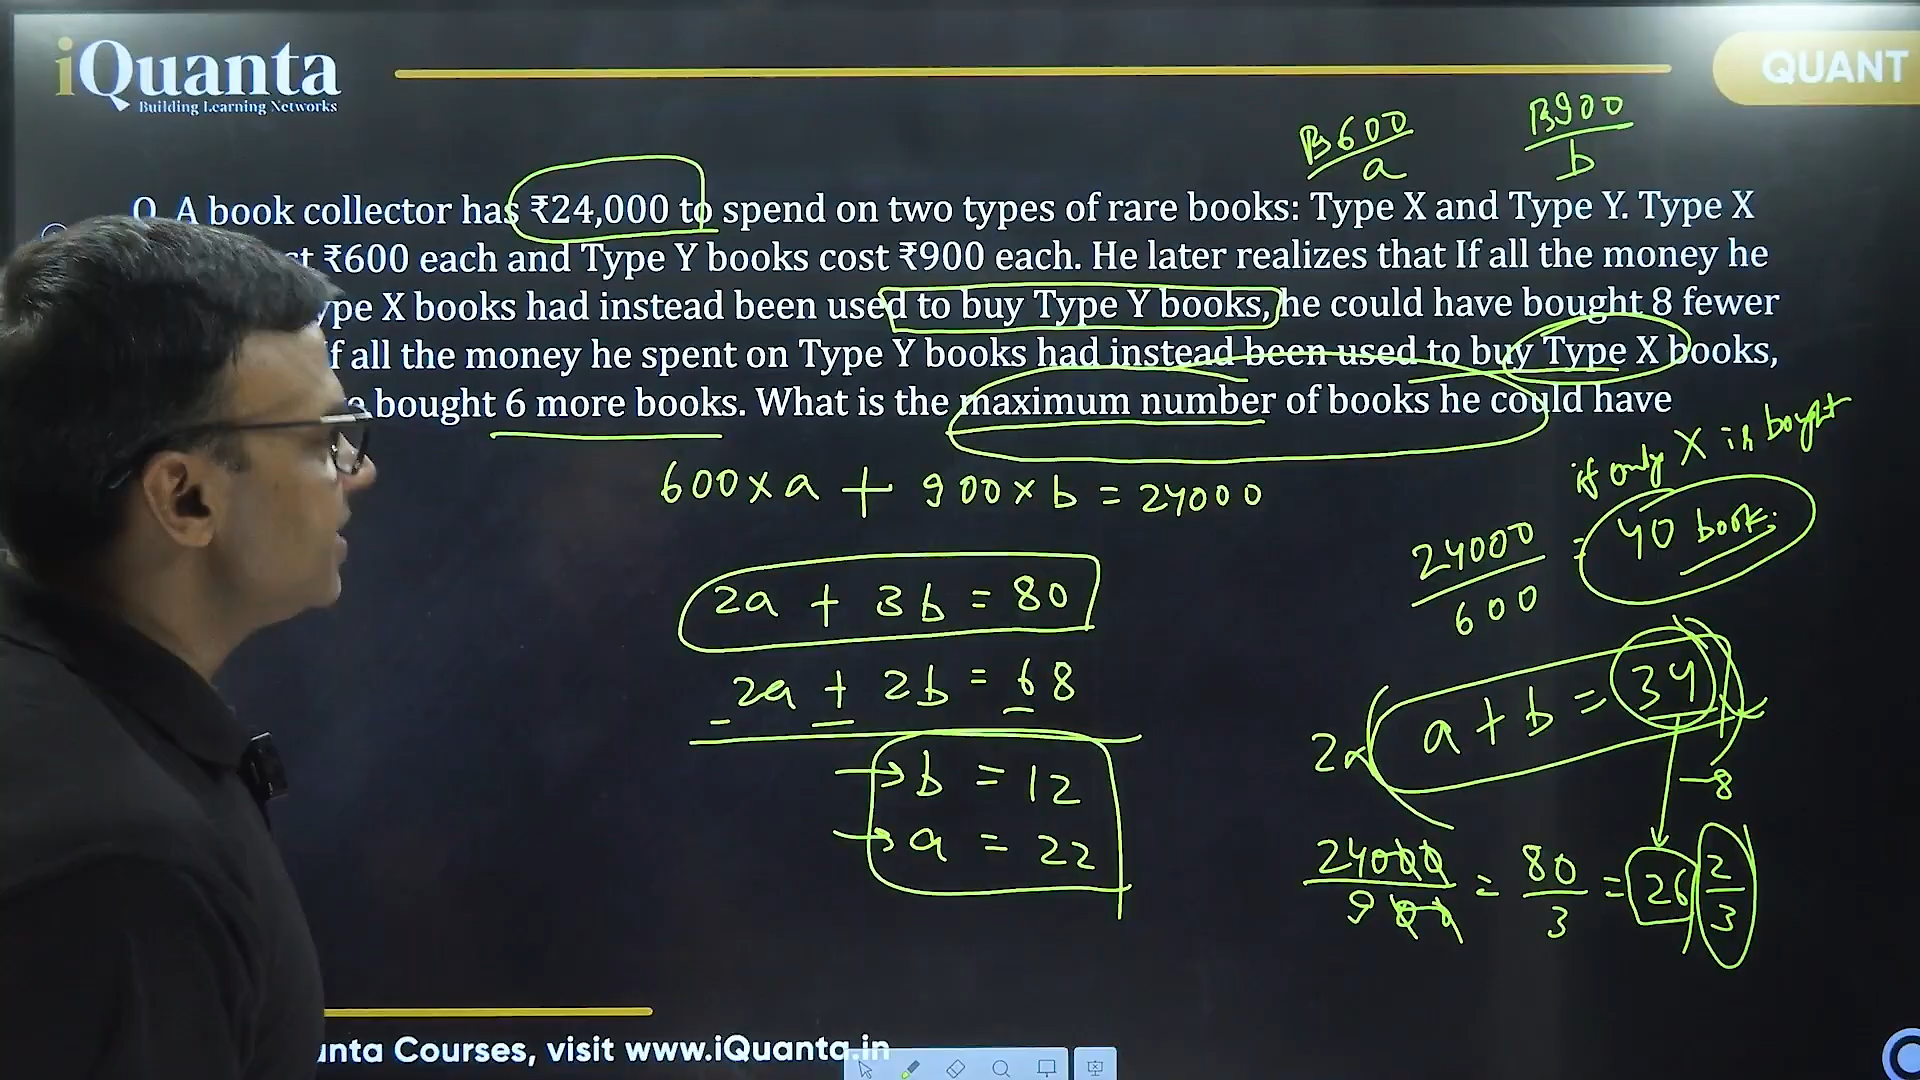 iQuanta
Building Learning Networks
QUANT
₿600/a
₿900/b
Q. A book collector has ₹24,000 to spend on two types of rare books: Type X and Type Y. Type X
st ₹600 each and Type Y books cost ₹900 each. He later realizes that If all the money he
ype X books had instead been used to buy Type Y books, he could have bought 8 fewer
f all the money he spent on Type Y books had instead been used to buy Type X books,
e bought 6 more books. What is the maximum number of books he could have
if only X is bought
600 × a + 900 × b = 24000
24000/600 = 40 books
2a + 3b = 80
2a + 2b = 68
- - -
2x (a + b = 34)
-8
b = 12
a = 22
24000/900 = 80/3 = 26 2/3
anta Courses, visit www.iQuanta.in